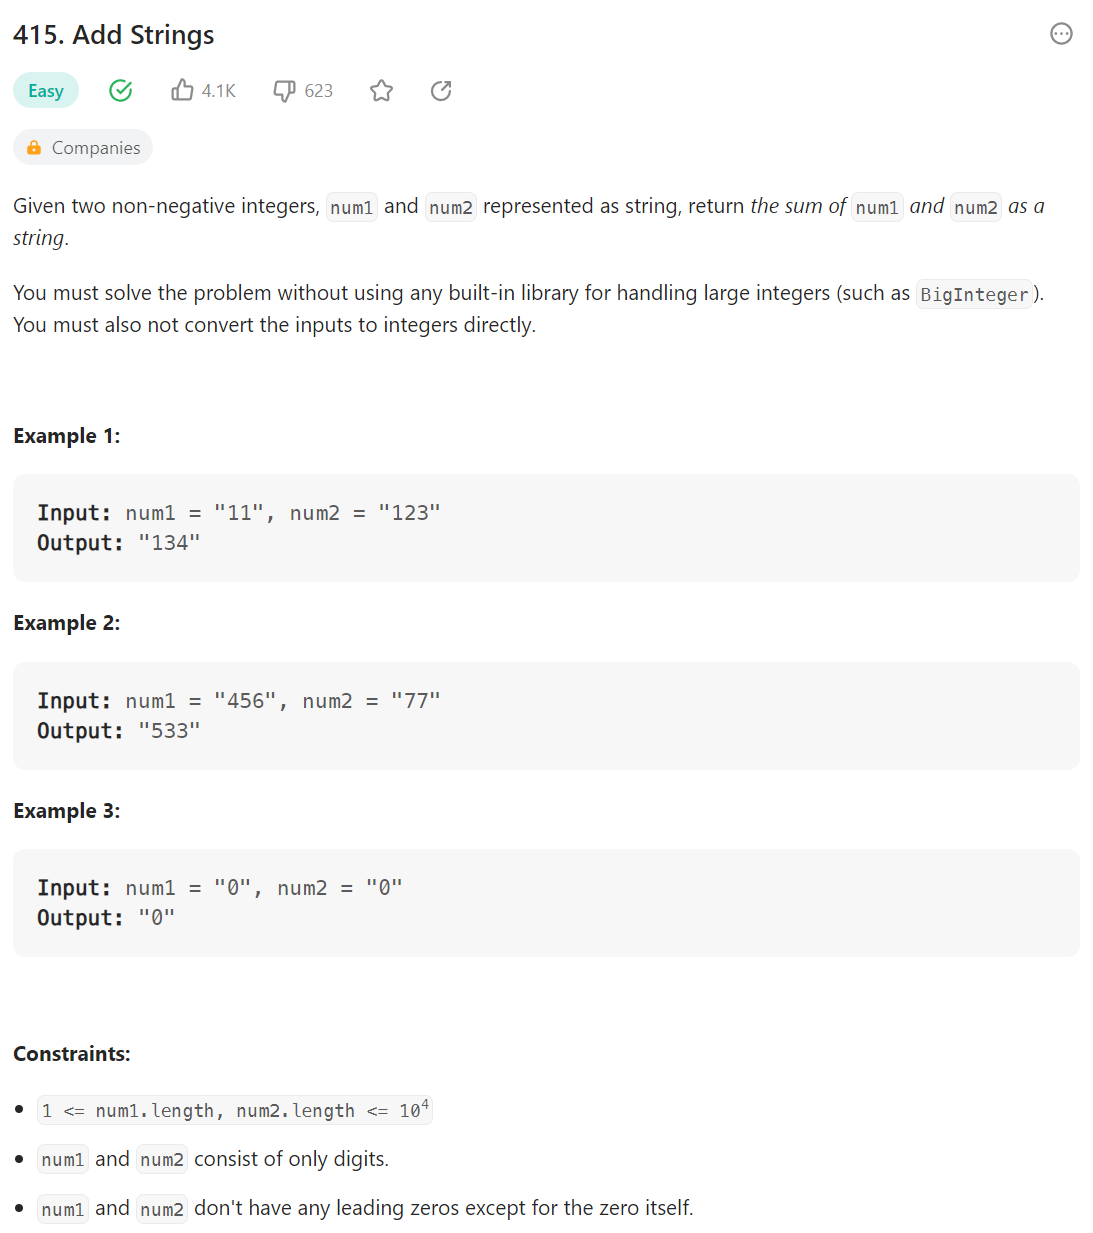 415. Add Strings
Easy 4.1K 623
Companies
Given two non-negative integers, num1 and num2 represented as string, return the sum of num1 and num2 as a
string.
You must solve the problem without using any built-in library for handling large integers (such as BigInteger).
You must also not convert the inputs to integers directly.
Example 1:
Input: num1 = "11", num2 = "123"
Output: "134"
Example 2:
Input: num1 = "456", num2 = "77"
Output: "533"
Example 3:
Input: num1 = "0", num2 = "0"
Output: "0"
Constraints:
• 1 <= num1.length, num2.length <= 10⁴
• num1 and num2 consist of only digits.
• num1 and num2 don't have any leading zeros except for the zero itself.